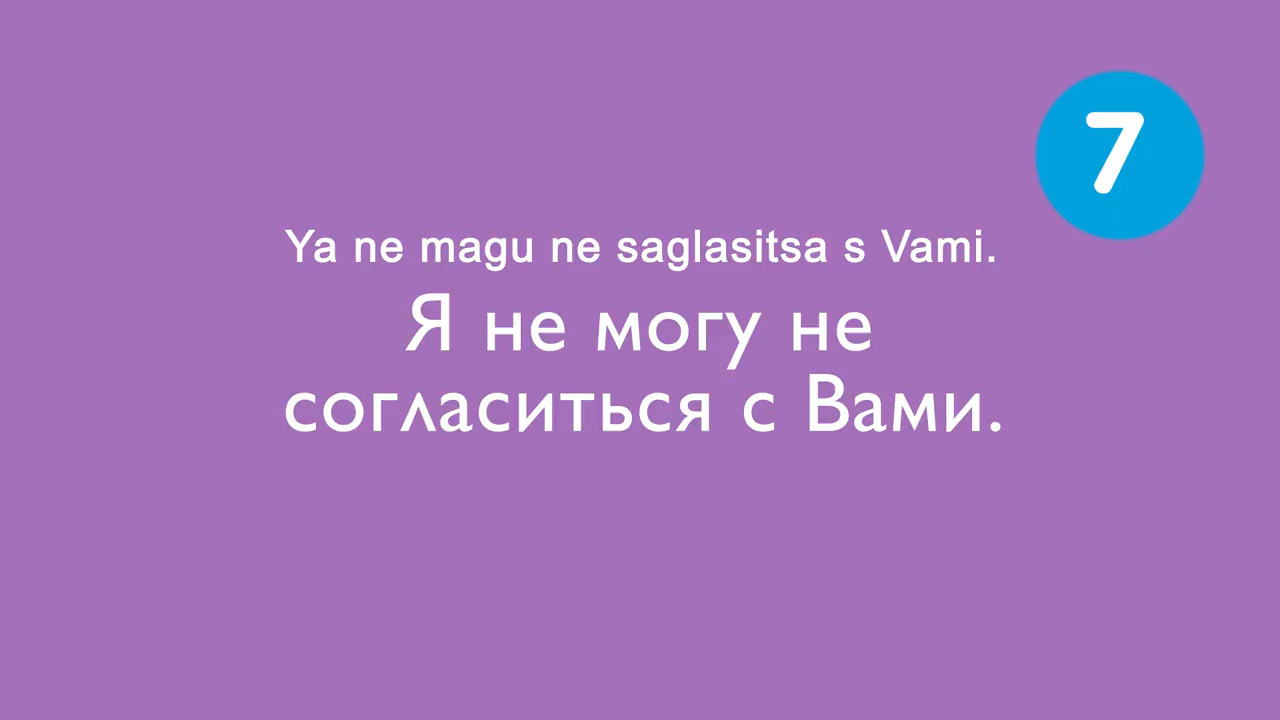 7
Ya ne magu ne saglasitsa s Vami.
Я не могу не
согласиться с Вами.